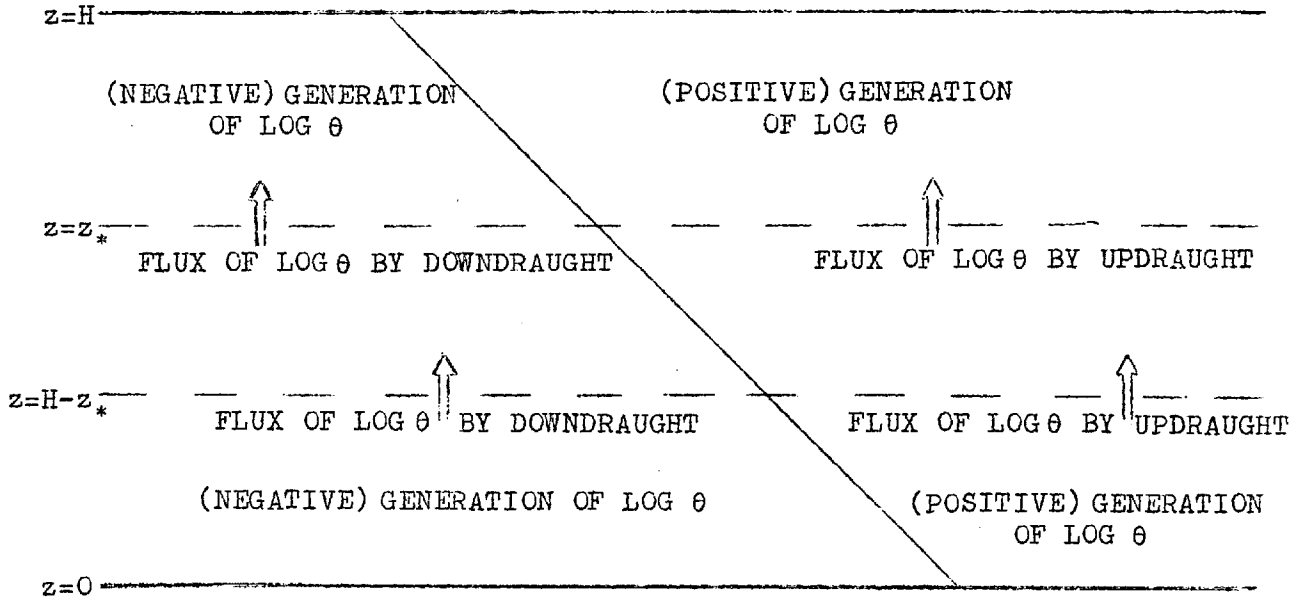 z=H
(NEGATIVE) GENERATION
OF LOG θ
(POSITIVE) GENERATION
OF LOG θ
z=z*
FLUX OF LOG θ BY DOWNDRAUGHT
FLUX OF LOG θ BY UPDRAUGHT
z=H-z*
FLUX OF LOG θ BY DOWNDRAUGHT
FLUX OF LOG θ BY UPDRAUGHT
(NEGATIVE) GENERATION OF LOG θ
(POSITIVE) GENERATION
OF LOG θ
z=0